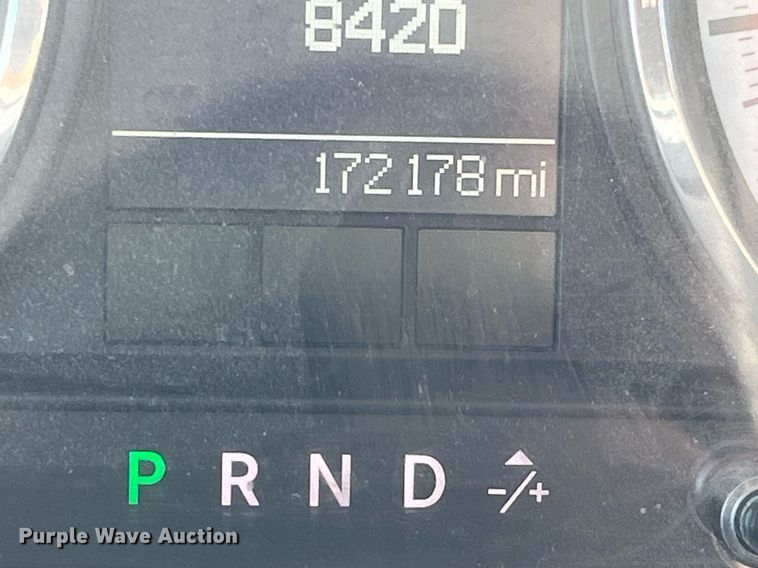 8420
172178 mi
P R N D -/+
Purple Wave Auction